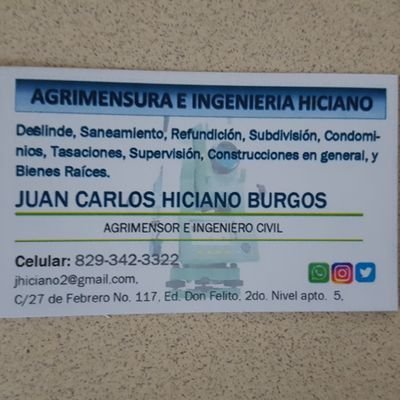 AGRIMENSURA E INGENIERIA HICIANO
Deslinde, Saneamiento, Refundición, Subdivisión, Condomi-
nios, Tasaciones, Supervisión, Construcciones en general, y
Bienes Raíces.
JUAN CARLOS HICIANO BURGOS
AGRIMENSOR E INGENIERO CIVIL
Celular: 829-342-3322
jhiciano2@gmail.com.
C/27 de Febrero No. 117, Ed. Don Felito, 2do. Nivel apto. 5.